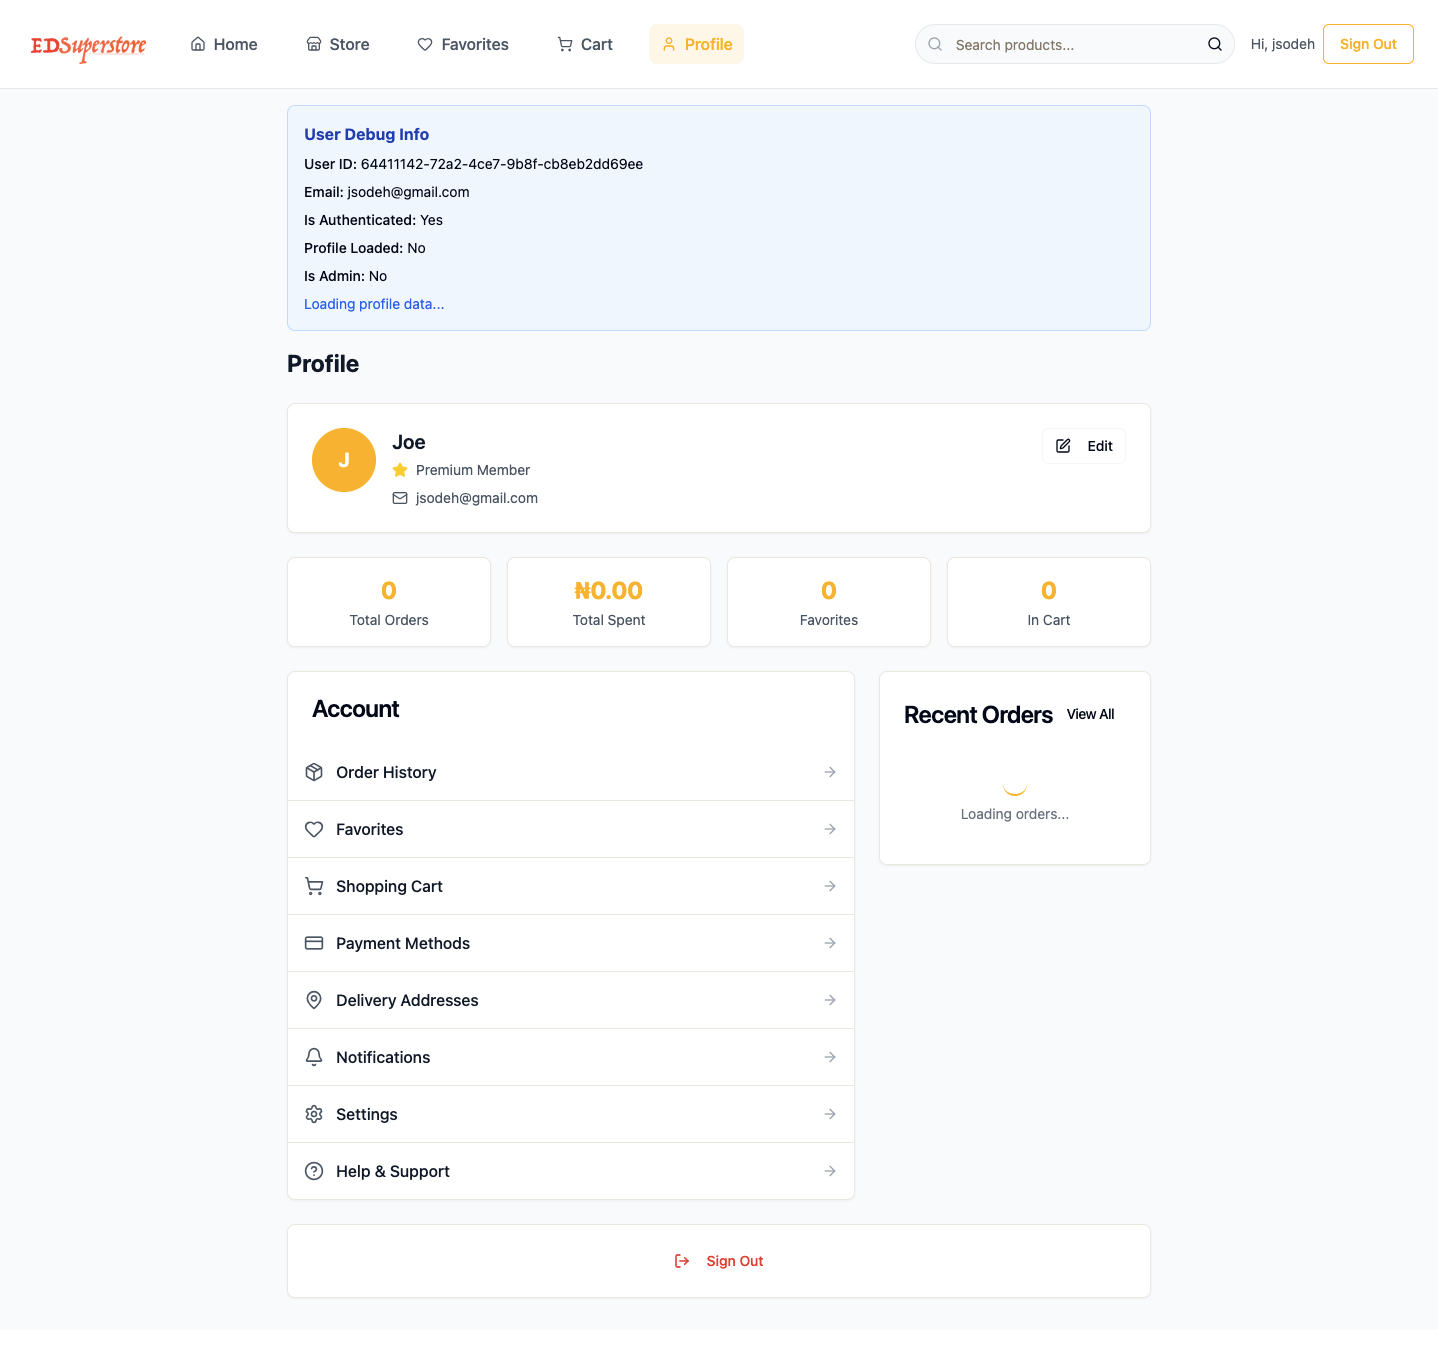 EDSuperstore
Home
Store
Favorites
Cart
Profile
Search products...
Hi, jsodeh
Sign Out
User Debug Info
User ID: 64411142-72a2-4ce7-9b8f-cb8eb2dd69ee
Email: jsodeh@gmail.com
Is Authenticated: Yes
Profile Loaded: No
Is Admin: No
Loading profile data...
Profile
J
Joe
Premium Member
jsodeh@gmail.com
Edit
0
Total Orders
₦0.00
Total Spent
0
Favorites
0
In Cart
Account
Order History
Favorites
Shopping Cart
Payment Methods
Delivery Addresses
Notifications
Settings
Help & Support
Recent Orders
View All
Loading orders...
Sign Out